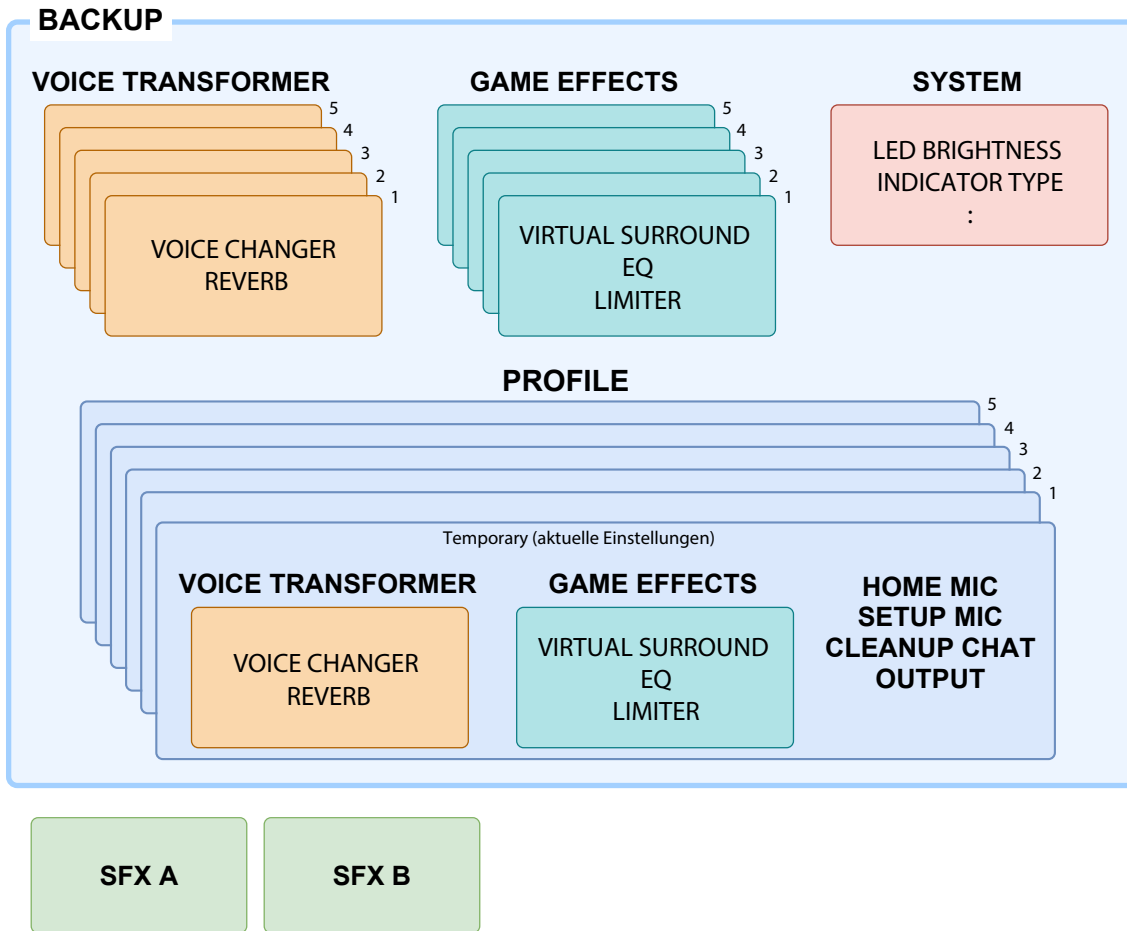 BACKUP
VOICE TRANSFORMER
5
4
3
2
1
VOICE CHANGER
REVERB
GAME EFFECTS
5
4
3
2
1
VIRTUAL SURROUND
EQ
LIMITER
SYSTEM
LED BRIGHTNESS
INDICATOR TYPE
:
PROFILE
5
4
3
2
1
Temporary (aktuelle Einstellungen)
VOICE TRANSFORMER
VOICE CHANGER
REVERB
GAME EFFECTS
VIRTUAL SURROUND
EQ
LIMITER
HOME MIC
SETUP MIC
CLEANUP CHAT
OUTPUT
SFX A
SFX B